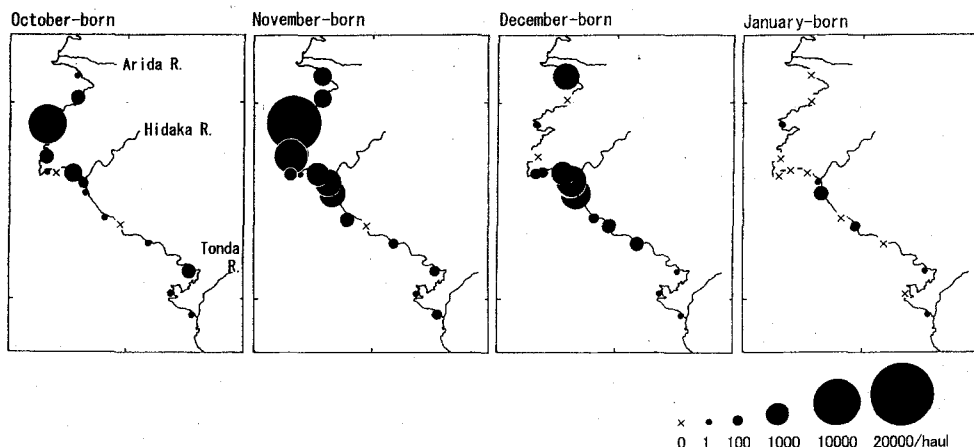 October-born
November-born
December-born
January-born
Arida R.
Hidaka R.
Tonda
R.
0 1 100 1000 10000 20000/haul